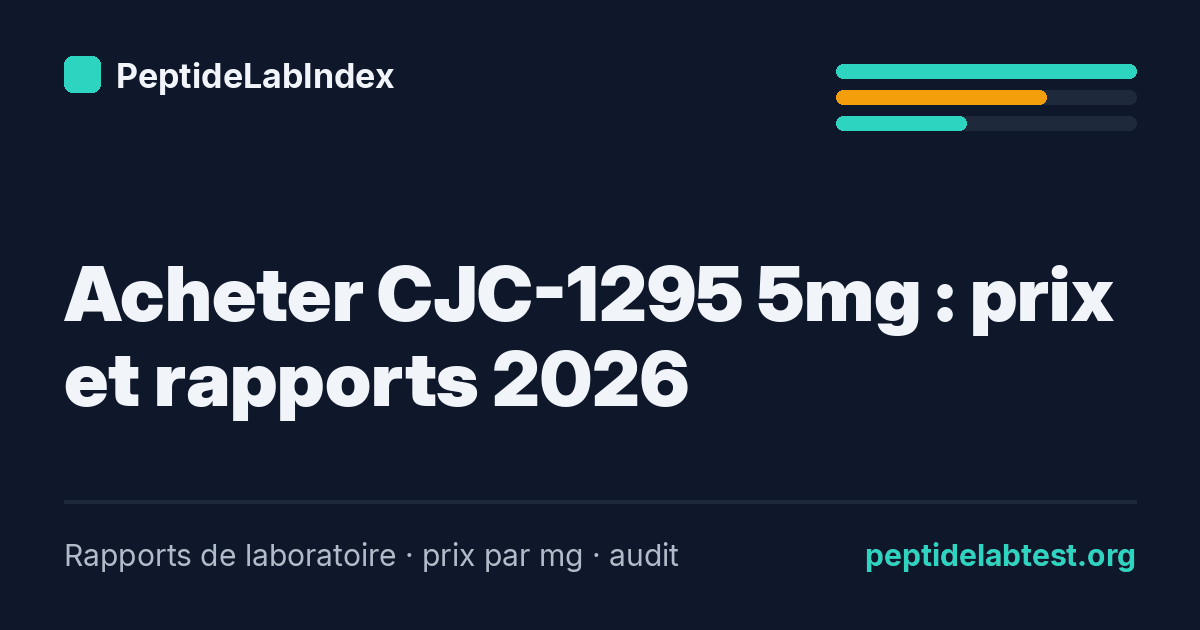 PeptideLabIndex
Acheter CJC-1295 5mg : prix
et rapports 2026
Rapports de laboratoire · prix par mg · audit
peptidelabtest.org